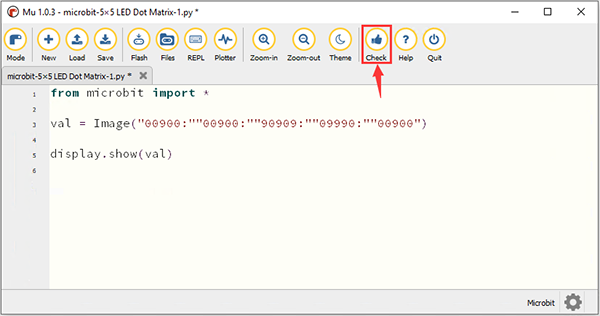 Mu 1.0.3 - microbit-5×5 LED Dot Matrix-1.py *
Mode New Load Save Flash Files REPL Plotter Zoom-in Zoom-out Theme Check Help Quit
microbit-5×5 LED Dot Matrix-1.py *
1 from microbit import *
2
3 val = Image("00900:""00900:""90909:""09990:""00900")
4
5 display.show(val)
6
Microbit